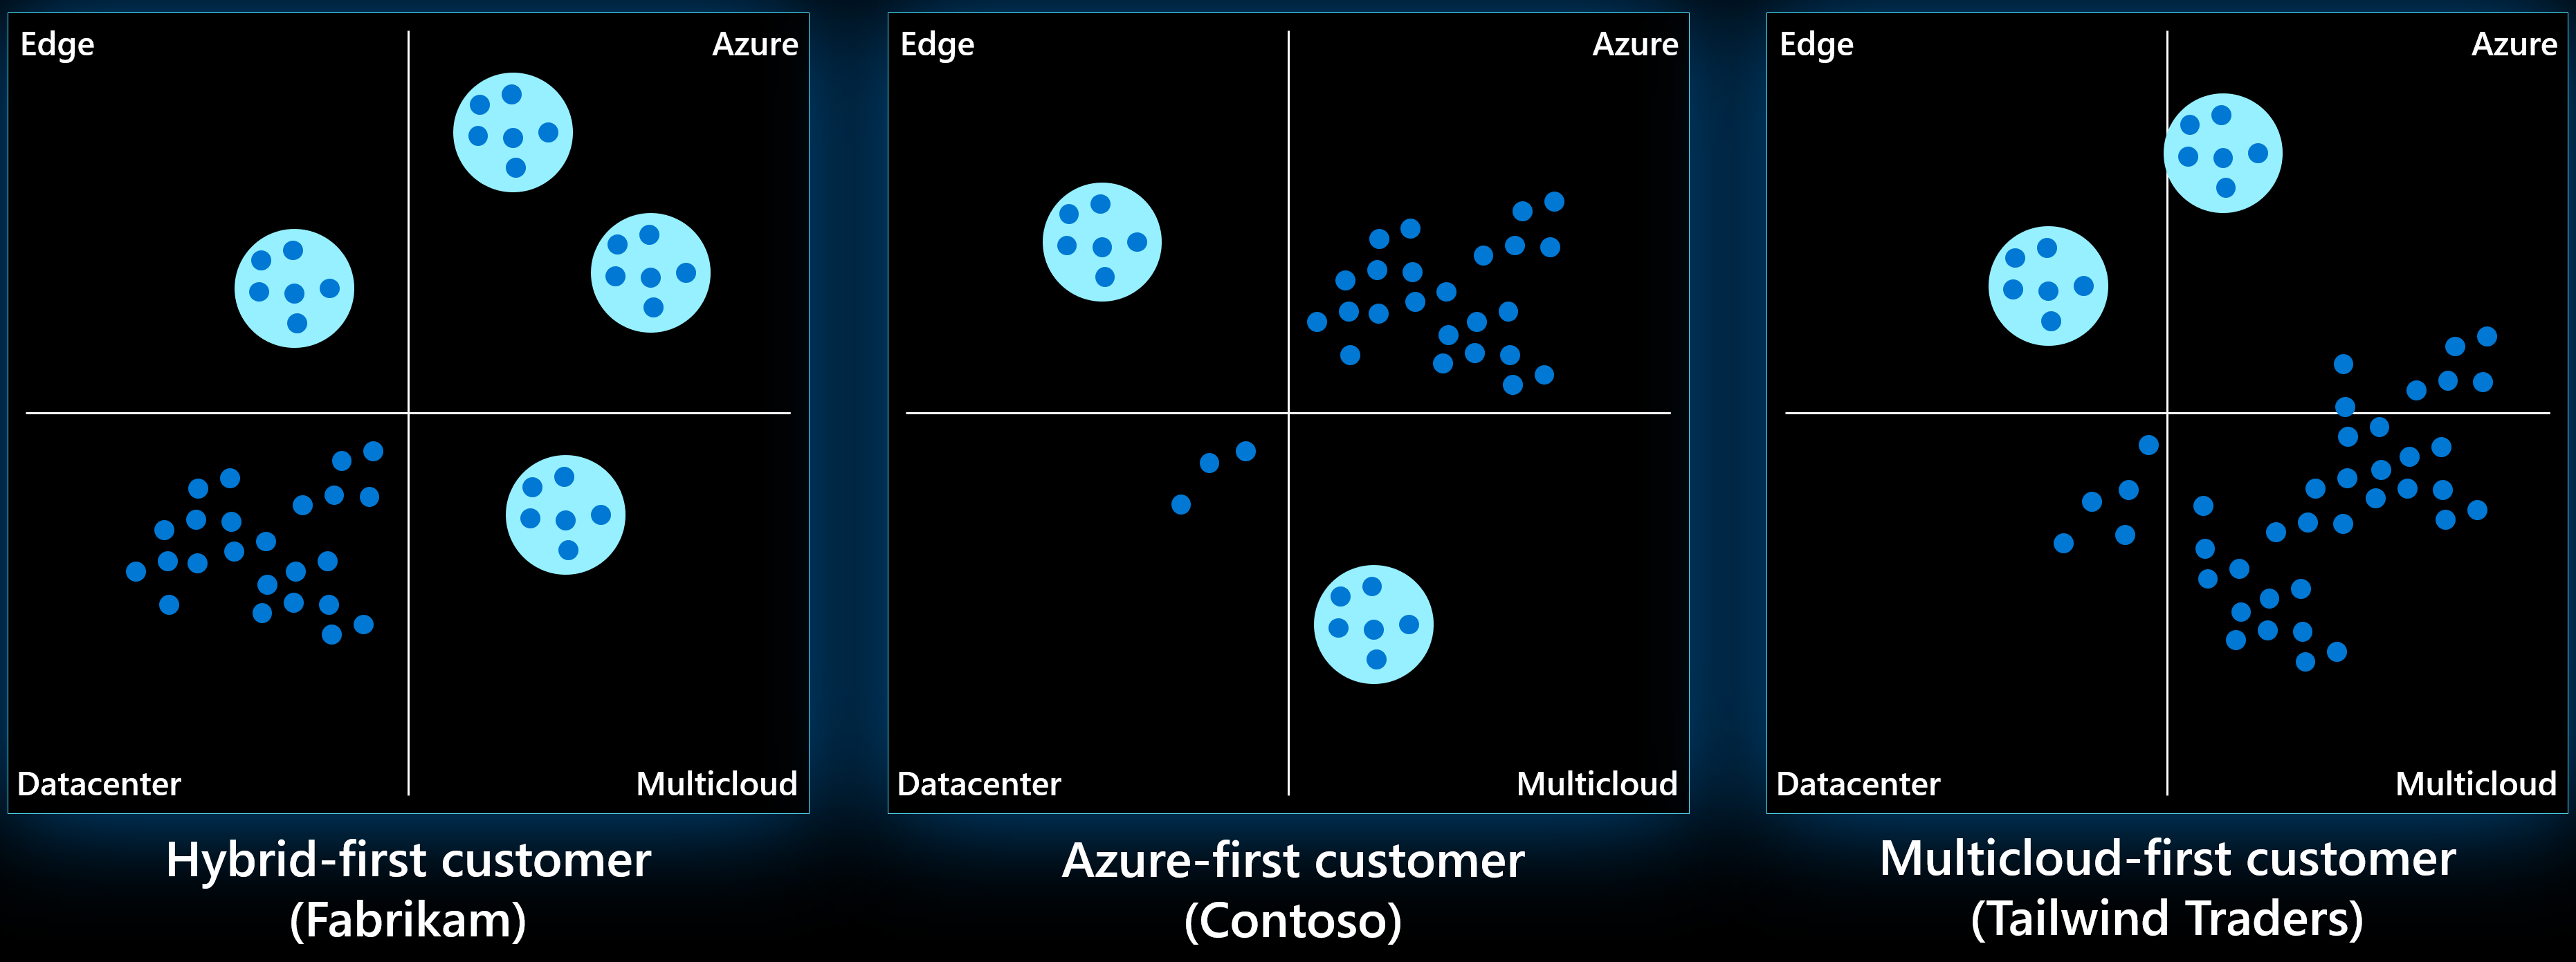 Edge
Azure
Datacenter
Multicloud
Hybrid-first customer
(Fabrikam)
Edge
Azure
Datacenter
Multicloud
Azure-first customer
(Contoso)
Edge
Azure
Datacenter
Multicloud
Multicloud-first customer
(Tailwind Traders)